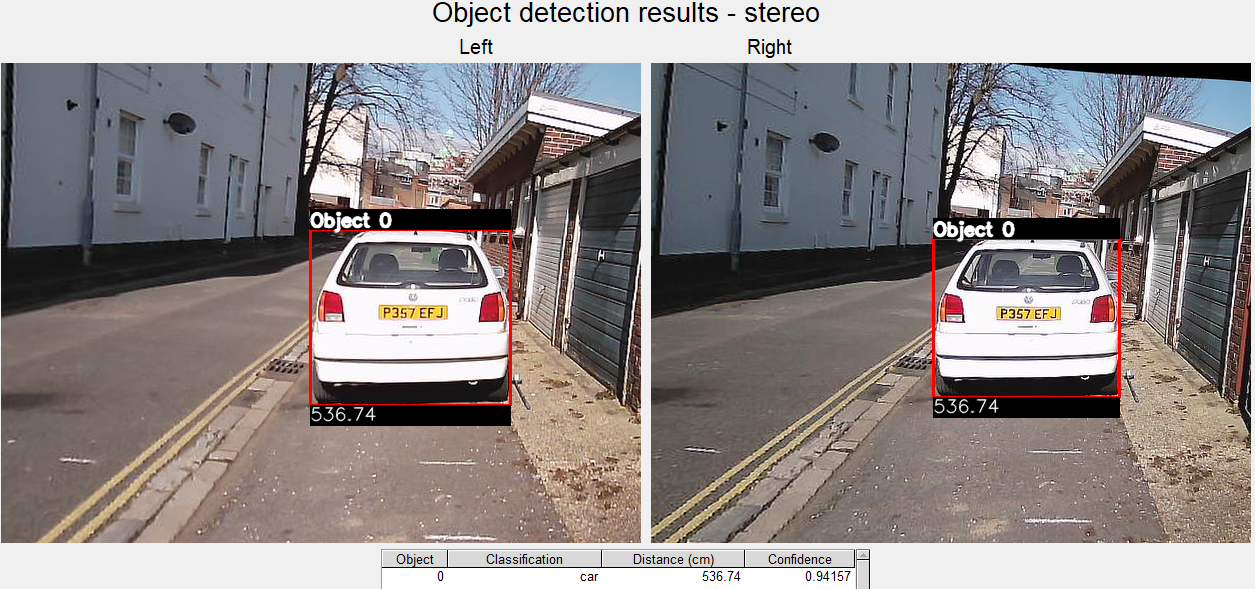 Object detection results - stereo
Left
Right
Object 0
Object 0
P357 EFJ
P357 EFJ
POLO
536.74
536.74
Object Classification Distance (cm) Confidence
0 car 536.74 0.94157